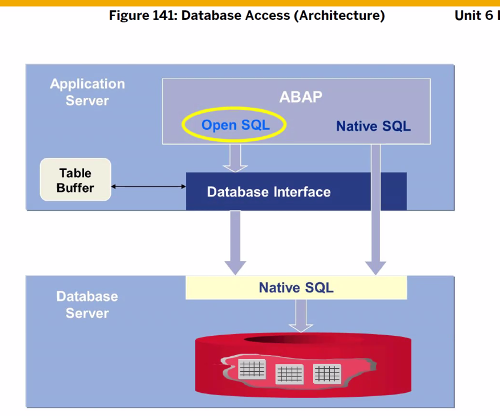 Figure 141: Database Access (Architecture)
Unit 6
Application
Server
ABAP
Open SQL
Native SQL
Table
Buffer
Database Interface
Native SQL
Database
Server